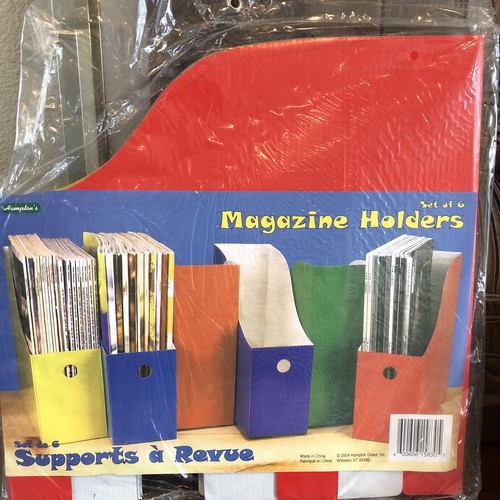 Hampton's
Set of 6
Magazine Holders
Set de 6
Supports à Revue
Made in China
Fabriqué en Chine
© 2004 Hampton Direct, Inc.
Williston, VT 05495